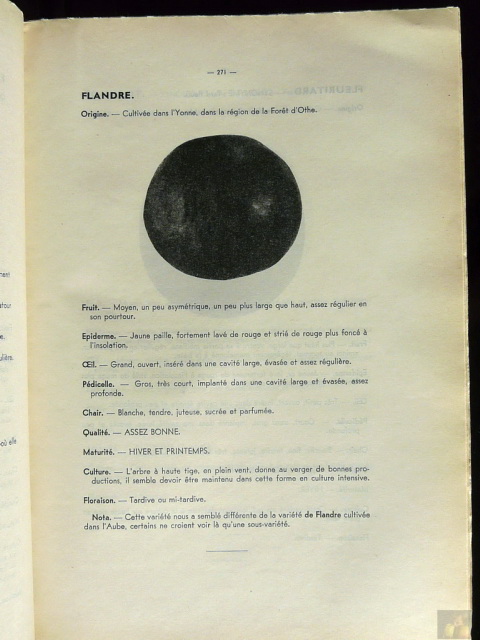 — 271 —
FLANDRE.
Origine. — Cultivée dans l'Yonne, dans la région de la Forêt d'Othe.
Fruit. — Moyen, un peu asymétrique, un peu plus large que haut, assez régulier en
son pourtour.
Epiderme. — Jaune paille, fortement lavé de rouge et strié de rouge plus foncé à
l'insolation.
Œil. — Grand, ouvert, inséré dans une cavité large, évasée et assez régulière.
Pédicelle. — Gros, très court, implanté dans une cavité large et évasée, assez
profonde.
Chair. — Blanche, tendre, juteuse, sucrée et parfumée.
Qualité. — ASSEZ BONNE.
Maturité. — HIVER ET PRINTEMPS.
Culture. — L'arbre à haute tige, en plein vent, donne au verger de bonnes pro-
ductions, il semble devoir être maintenu dans cette forme en culture intensive.
Floraison. — Tardive ou mi-tardive.
Nota. — Cette variété nous a semblé différente de la variété de Flandre cultivée
dans l'Aube, certains ne croient voir là qu'une sous-variété.